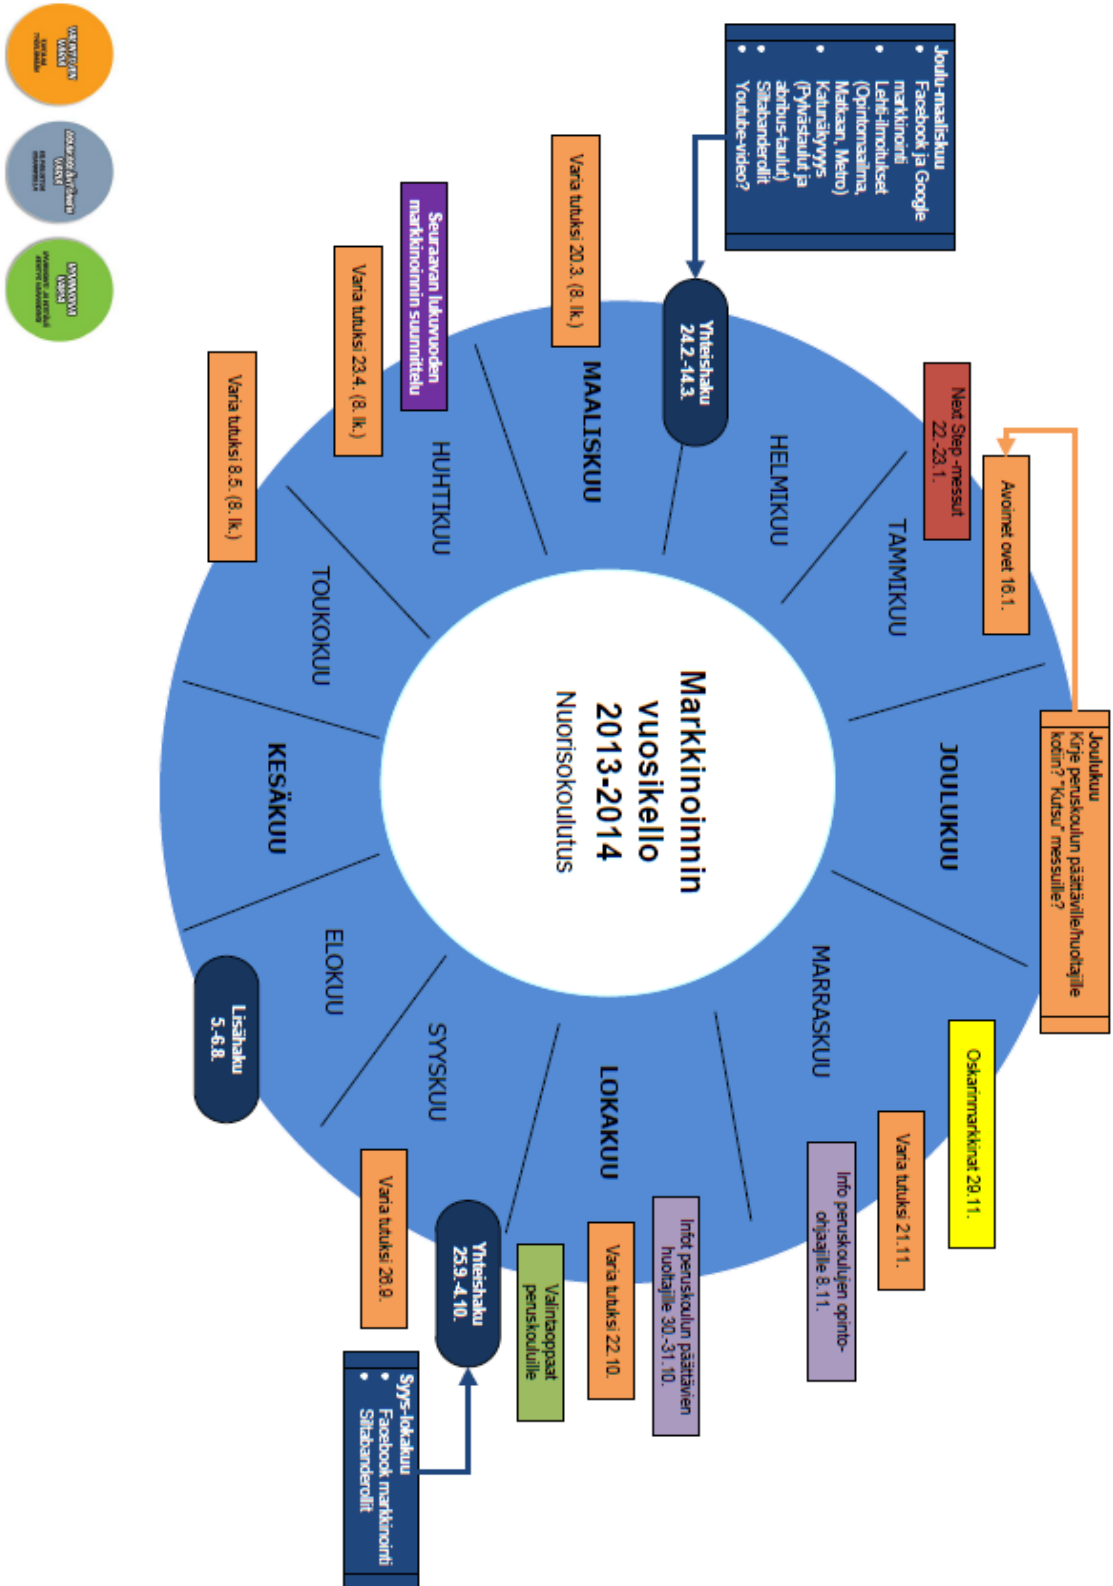 Joulukuu
Kirje peruskoulun päättäville/huoltajille
kotiin? "Kutsu" messuille?
Avoimet ovet 16.1.
Next Step -messut
22.-23.1.
Joulu-maaliskuu
• Facebook ja Google
markkinointi
• Lehti-ilmoitukset
(Opintomaailma,
Matkaan, Metro)
• Katunäkyvyys
(Pylvästaulut ja
abribus-taulut)
• Siltabanderollit
• Youtube-video?
Yhteishaku
24.2.-14.3.
Varia tutuksi 20.3. (8. lk.)
Seuraavan lukuvuoden
markkinoinnin suunnittelu
Varia tutuksi 23.4. (8. lk.)
Varia tutuksi 8.5. (8. lk.)
JOULUKUU
TAMMIKUU
HELMIKUU
MAALISKUU
HUHTIKUU
TOUKOKUU
KESÄKUU
ELOKUU
SYYSKUU
LOKAKUU
MARRASKUU
Markkinoinnin
vuosikello
2013-2014
Nuorisokoulutus
Oskarinmarkkinat 29.11.
Varia tutuksi 21.11.
Info peruskoulujen opinto-
ohjaajille 8.11.
Infot peruskoulun päättävien
huoltajille 30.-31.10.
Varia tutuksi 22.10.
Valintaoppaat
peruskouluille
Yhteishaku
25.9.-4.10.
Varia tutuksi 26.9.
Lisähaku
5.-6.8.
Syys-lokakuu
• Facebook markkinointi
• Siltabanderollit